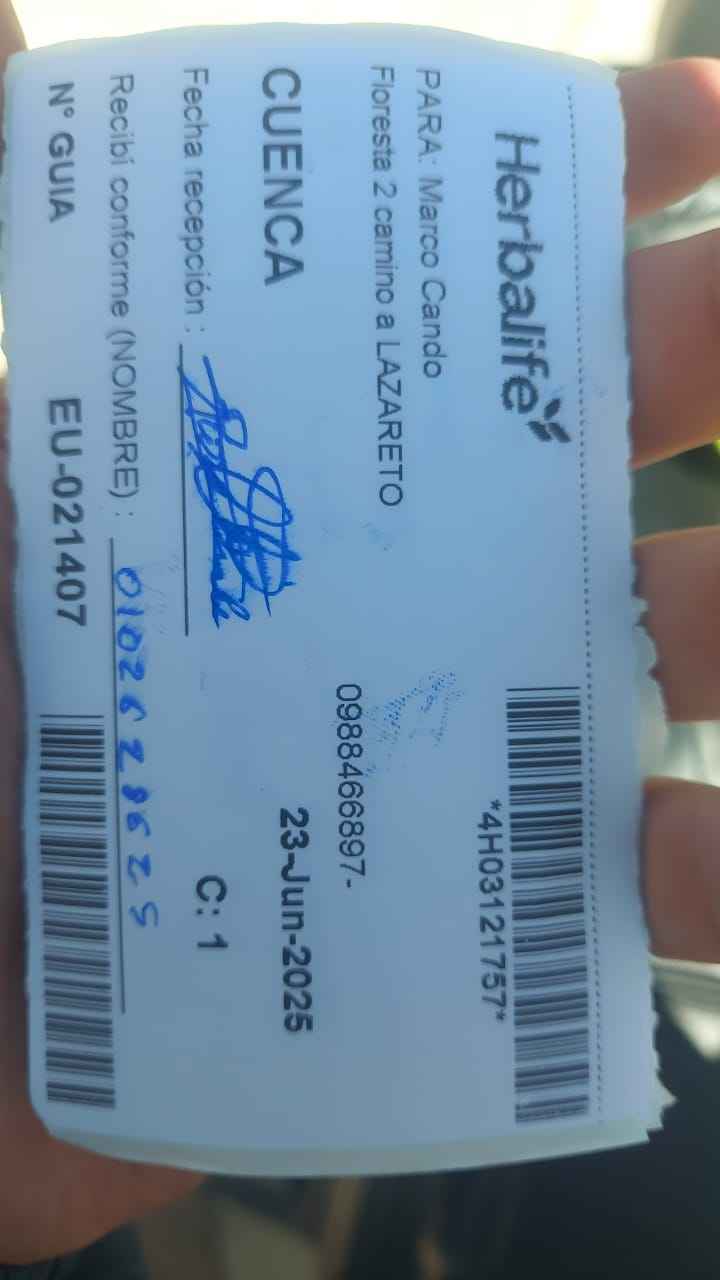 Herbalife
*4H03121757*
PARA: Marco Cando
Floresta 2 camino a LAZARETO
0988466897-
CUENCA
23-Jun-2025
Fecha recepción :
C: 1
Recibí conforme (NOMBRE) : 0102628625
N° GUIA EU-021407